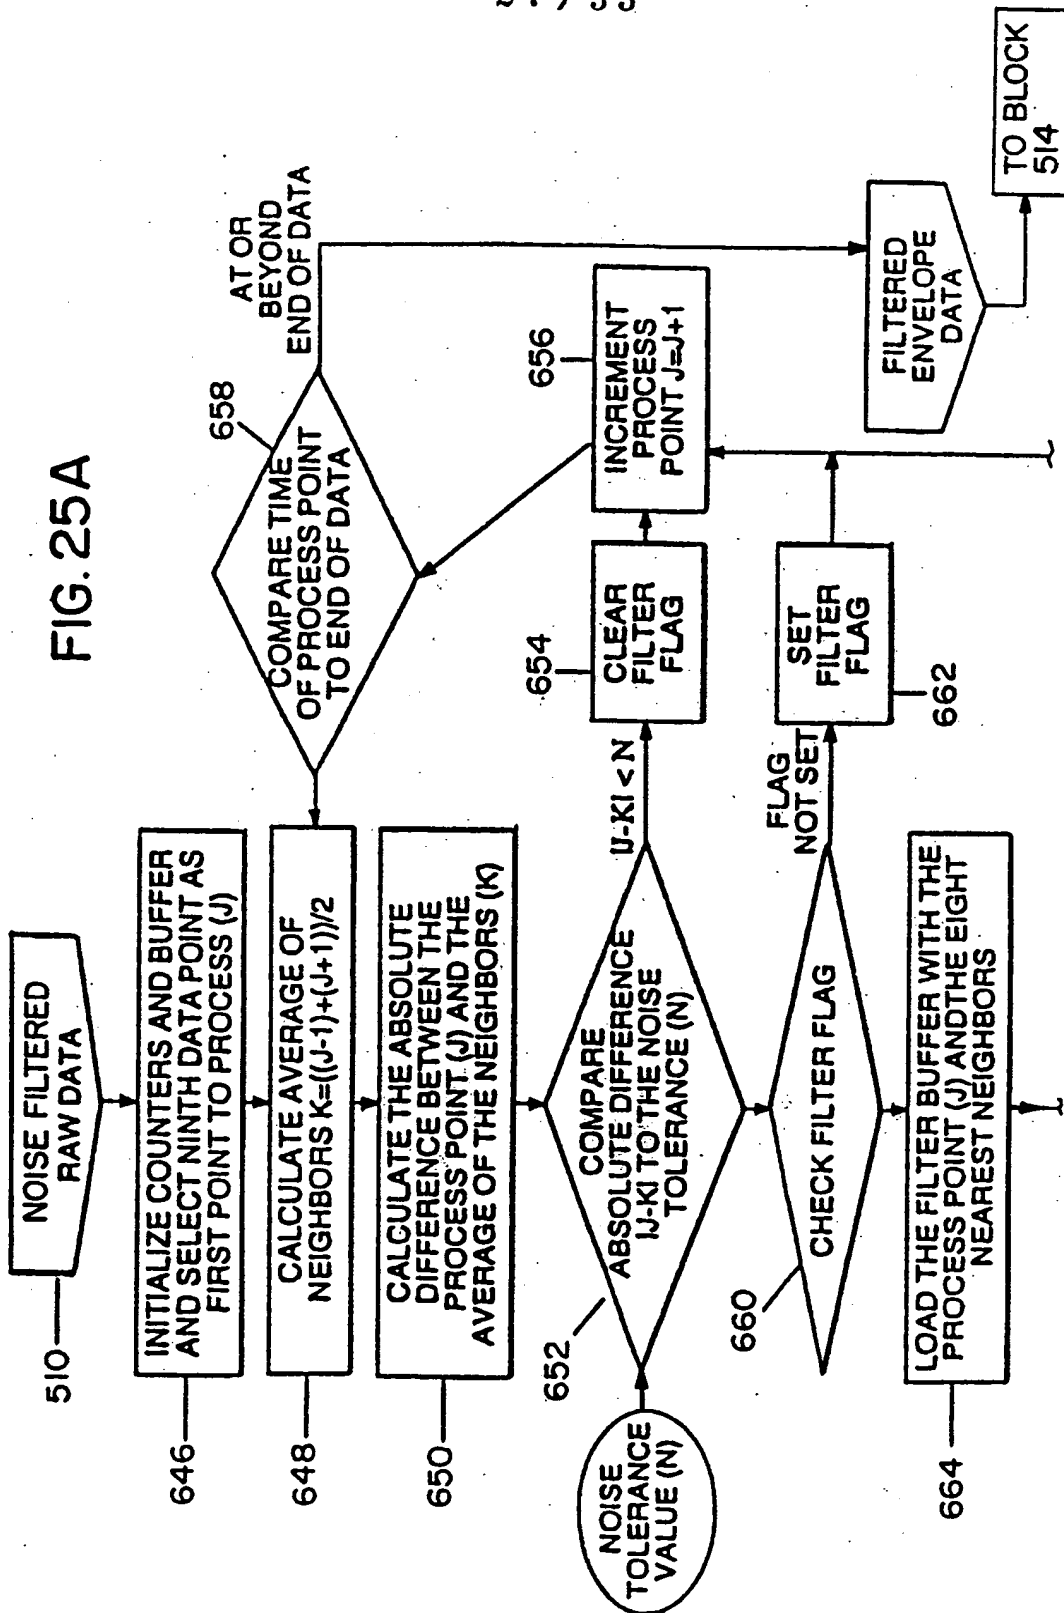 FIG. 25A
NOISE FILTERED
RAW DATA
510
INITIALIZE COUNTERS AND BUFFER
AND SELECT NINTH DATA POINT AS
FIRST POINT TO PROCESS (J)
646
CALCULATE AVERAGE OF
NEIGHBORS K=((J-1)+(J+1))/2
648
CALCULATE THE ABSOLUTE
DIFFERENCE BETWEEN THE
PROCESS POINT (J) AND THE
AVERAGE OF THE NEIGHBORS (K)
650
COMPARE
ABSOLUTE DIFFERENCE
|J-K| TO THE NOISE
TOLERANCE (N)
652
NOISE
TOLERANCE
VALUE (N)
|J-K| < N
CLEAR
FILTER
FLAG
654
INCREMENT
PROCESS
POINT J=J+1
656
COMPARE TIME
OF PROCESS POINT
TO END OF DATA
658
AT OR
BEYOND
END OF DATA
FILTERED
ENVELOPE
DATA
TO BLOCK
514
CHECK FILTER FLAG
660
FLAG
NOT SET
SET
FILTER
FLAG
662
LOAD THE FILTER BUFFER WITH THE
PROCESS POINT (J) ANDTHE EIGHT
NEAREST NEIGHBORS
664